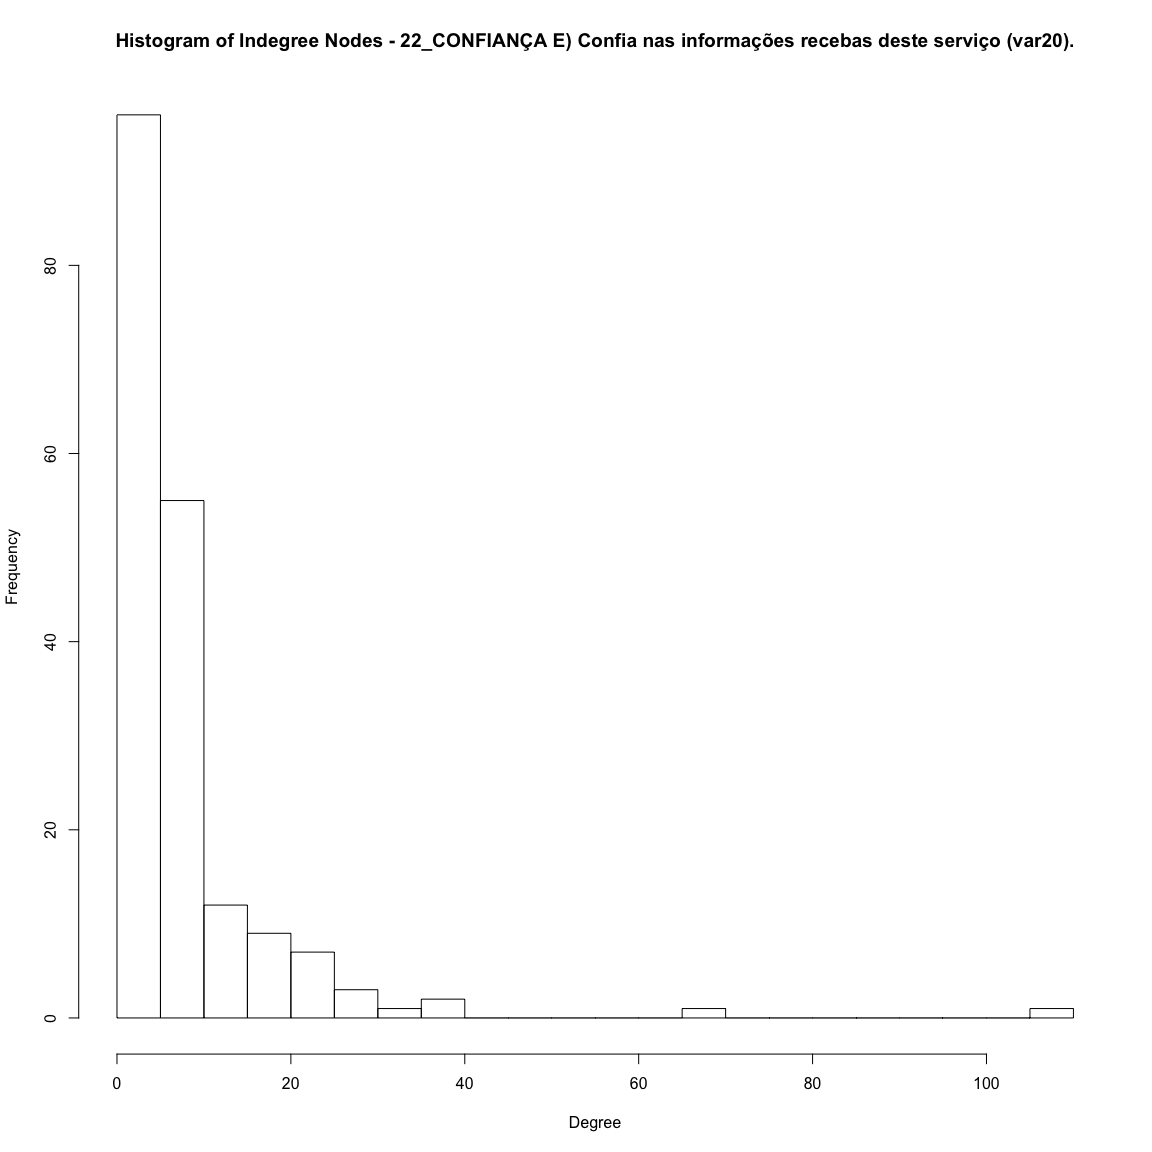 Histogram of Indegree Nodes - 22_CONFIANÇA E) Confia nas informações recebas deste serviço (var20).
Frequency
80
60
40
20
0
0 20 40 60 80 100
Degree